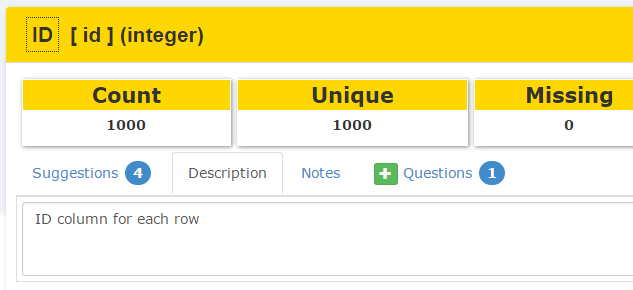 ID [ id ] (integer)
Count Unique Missing
1000 1000 0
Suggestions 4 Description Notes + Questions 1
ID column for each row